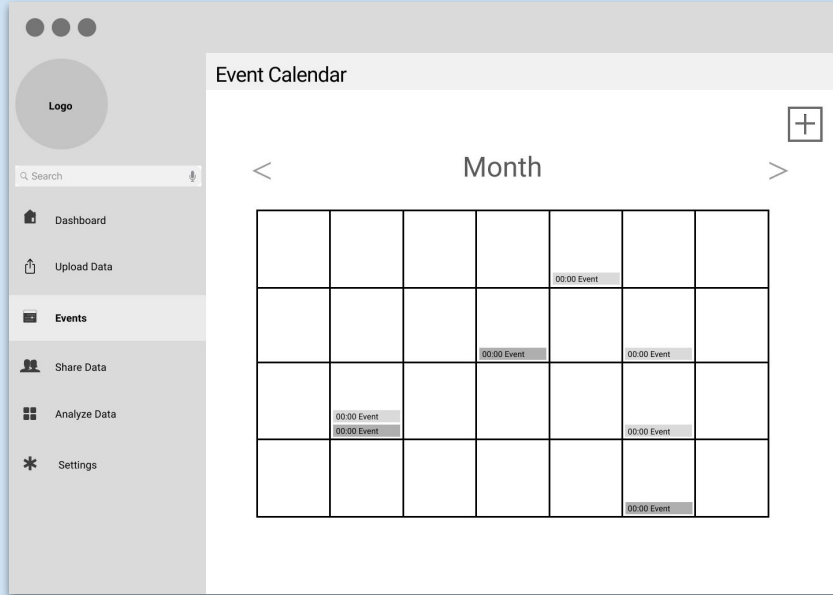 Logo
Search
Dashboard
Upload Data
Events
Share Data
Analyze Data
Settings
Event Calendar
+
< Month >
00:00 Event
00:00 Event
00:00 Event
00:00 Event
00:00 Event
00:00 Event
00:00 Event